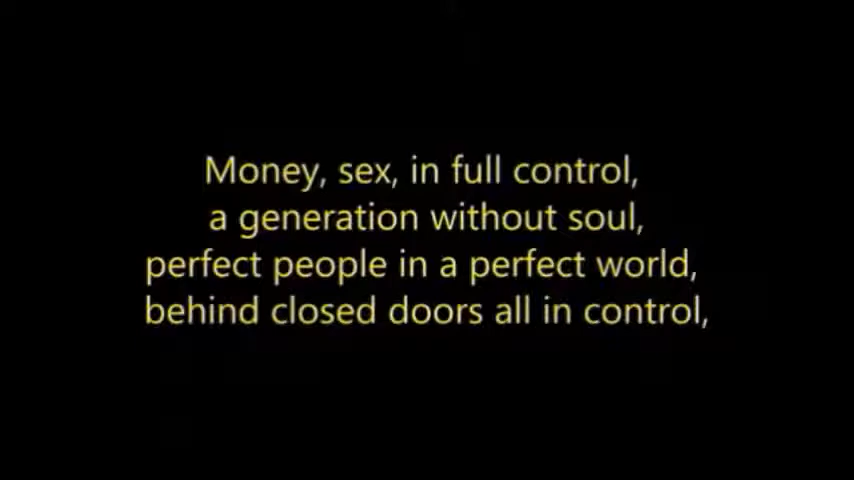 Money, sex, in full control,
a generation without soul,
perfect people in a perfect world,
behind closed doors all in control,